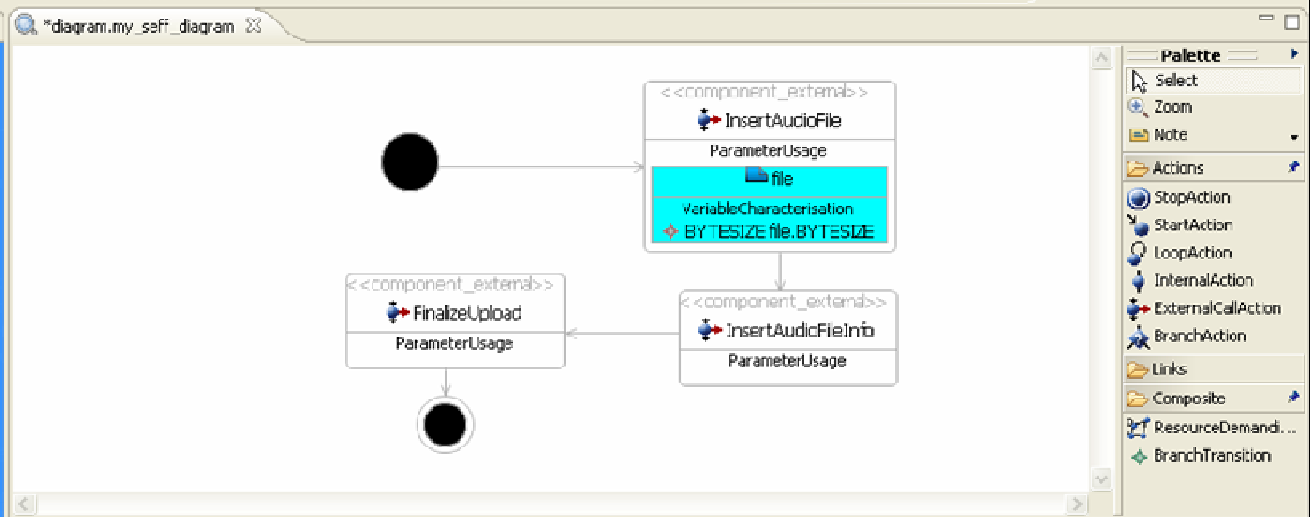 *diagram.my_seff_diagram
<<component_external>>
InsertAudioFile
ParameterUsage
file
VariableCharacterisation
BYTESIZE file.BYTESIZE
<<component_external>>
FinalizeUpload
ParameterUsage
<<component_external>>
InsertAudioFileInfo
ParameterUsage
Palette
Select
Zoom
Note
Actions
StopAction
StartAction
LoopAction
InternalAction
ExternalCallAction
BranchAction
Links
Composite
ResourceDemandi...
BranchTransition